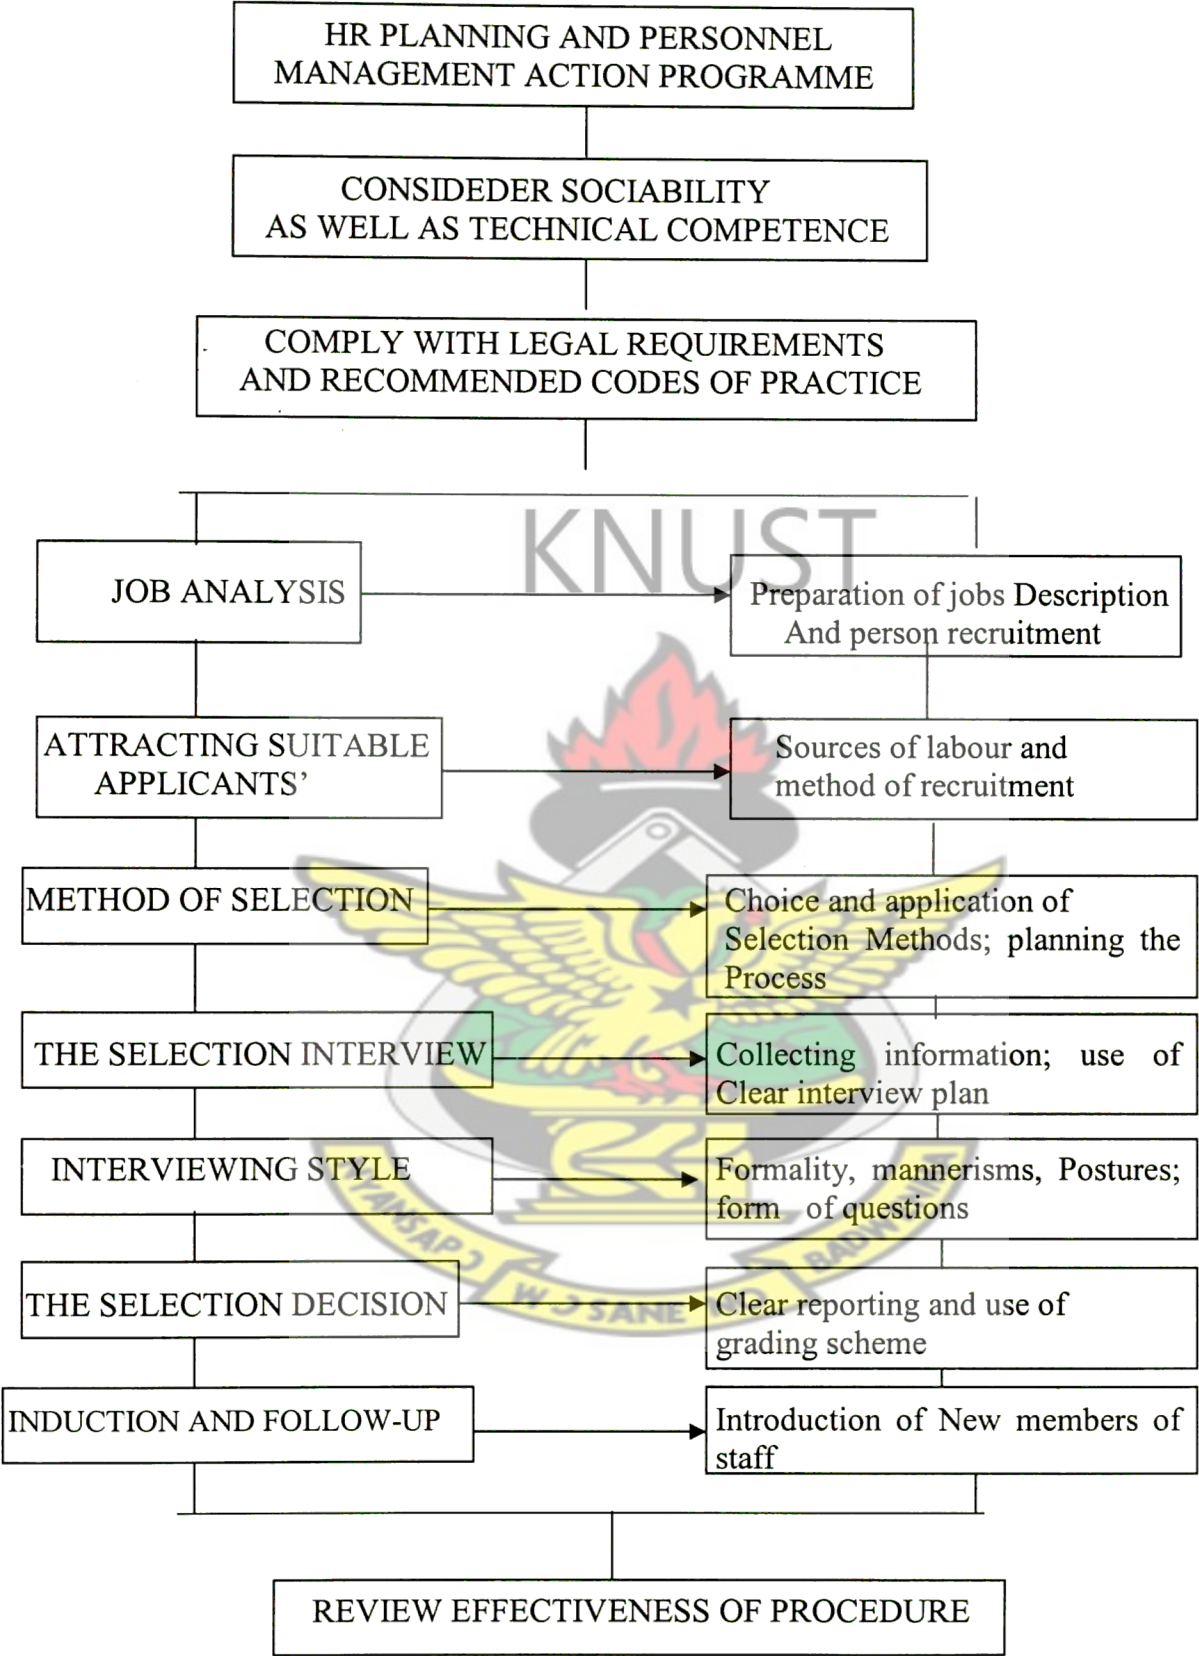 HR PLANNING AND PERSONNEL
MANAGEMENT ACTION PROGRAMME
CONSIDEDER SOCIABILITY
AS WELL AS TECHNICAL COMPETENCE
COMPLY WITH LEGAL REQUIREMENTS
AND RECOMMENDED CODES OF PRACTICE
KNUST
JOB ANALYSIS
Preparation of jobs Description
And person recruitment
ATTRACTING SUITABLE
APPLICANTS’
Sources of labour and
method of recruitment
METHOD OF SELECTION
Choice and application of
Selection Methods; planning the
Process
THE SELECTION INTERVIEW
Collecting information; use of
Clear interview plan
INTERVIEWING STYLE
Formality, mannerisms, Postures;
form of questions
THE SELECTION DECISION
Clear reporting and use of
grading scheme
INDUCTION AND FOLLOW-UP
Introduction of New members of
staff
REVIEW EFFECTIVENESS OF PROCEDURE
W Ɔ SANE